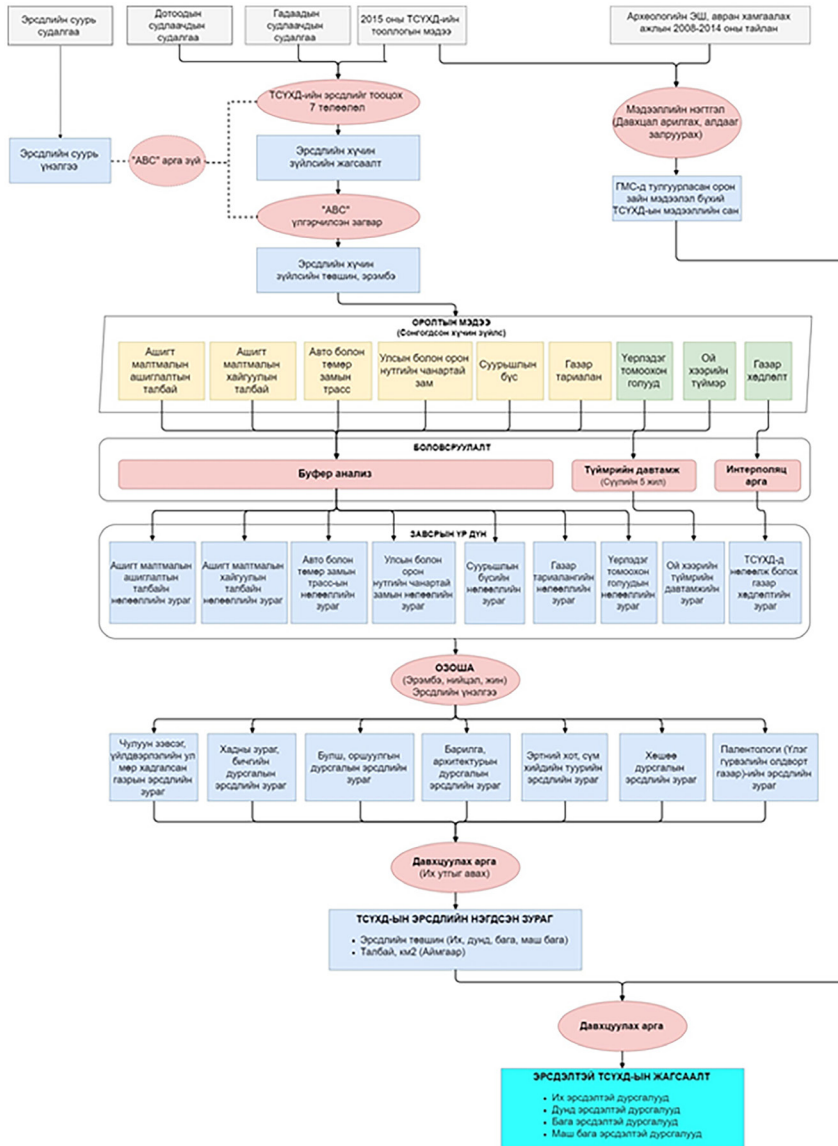 Эрсдлийн суурь
судалгаа
Дотоодын
судлаачдын
судалгаа
Гадаадын
судлаачдын
судалгаа
2015 оны ТСҮХД-ийн
тооллогын мэдээ
Археологийн ЭШ, авран хамгаалах
ажлын 2008-2014 оны тайлан
ТСҮХД-ийн эрсдлийг тооцох
7 төлөөлөл
Мэдээллийн нэгтгэл
(Давхцал арилгах, алдааг
залруурах)
Эрсдлийн суурь
үнэлгээ
"ABC" арга зүй
Эрсдлийн хүчин
зүйлсийн жагсаалт
"ABC"
үлгэрчилсэн загвар
ГМС-д тулгуурласан орон
зайн мэдээлэл бүхий
ТСҮХД-ын мэдээллийн сан
Эрсдлийн хүчин
зүйлсийн төвшин, эрэмбэ
ОРОЛТЫН МЭДЭЭ
(Сонгогдсон хүчин зүйлс)
Ашигт
малтмалын
ашиглалтын
талбай
Ашигт
малтмалын
хайгуулын
талбай
Авто болон
төмөр
замын
трасс
Улсын болон орон
нутгийн чанартай
зам
Суурьшлын
бүс
Газар
тариалан
Үерлэдэг
томоохон
голууд
Ой
хээрийн
түймэр
Газар
хөдлөлт
БОЛОВСРУУЛАЛТ
Буфер анализ
Түймрийн давтамж
(Сүүлийн 5 жил)
Интерполяц
арга
ЗАВСРЫН ҮР ДҮН
Ашигт малтмалын
ашиглалтын
талбайн
нөлөөллийн зураг
Ашигт малтмалын
хайгуулын
талбайн
нөлөөллийн зураг
Авто болон
төмөр замын
трасс-ын
нөлөөллийн
зураг
Улсын болон
орон
нутгийн чанартай
замын нөлөөллийн
зураг
Суурьшлын
бүсийн
нөлөөллийн
зураг
Газар
тариалангийн
нөлөөллийн
зураг
Үерлэдэг
томоохон
голуудын
нөлөөллийн
зураг
Ой хээрийн
түймрийн
давтамжийн
зураг
ТСҮХД-д
нөлөөлж болох
газар
хөдлөлтийн
зураг
ОЗОША
(Эрэмбэ, нийцэл, жин)
Эрсдлийн үнэлгээ
Чулуун зэвсэг,
үйлдвэрлэлийн ул
мөр хадгалсан
газрын эрсдлийн
зураг
Хадны зураг,
бичгийн
дурсгалын
эрсдлийн зураг
Булш, оршуулгын
дурсгалын эрсдлийн
зураг
Барилга,
архитектурын
дурсгалын
эрсдлийн зураг
Эртний хот, сүм
хийдийн туурийн
эрсдлийн зураг
Хөшөө
дурсгалын
эрсдлийн зураг
Палентологи (Үлэг
гүрвэлийн олдворт
газар)-ийн эрсдлийн
зураг
Давхцуулах арга
(Их утгыг авах)
ТСҮХД-ЫН ЭРСДЛИЙН НЭГДСЭН ЗУРАГ
• Эрсдлийн төвшин (Их, дунд, бага, маш бага)
• Талбай, км2 (Аймгаар)
Давхцуулах арга
ЭРСДЭЛТЭЙ ТСҮХД-ЫН ЖАГСААЛТ
• Их эрсдэлтэй дурсгалууд
• Дунд эрсдэлтэй дурсгалууд
• Бага эрсдэлтэй дурсгалууд
• Маш бага эрсдэлтэй дурсгалууд